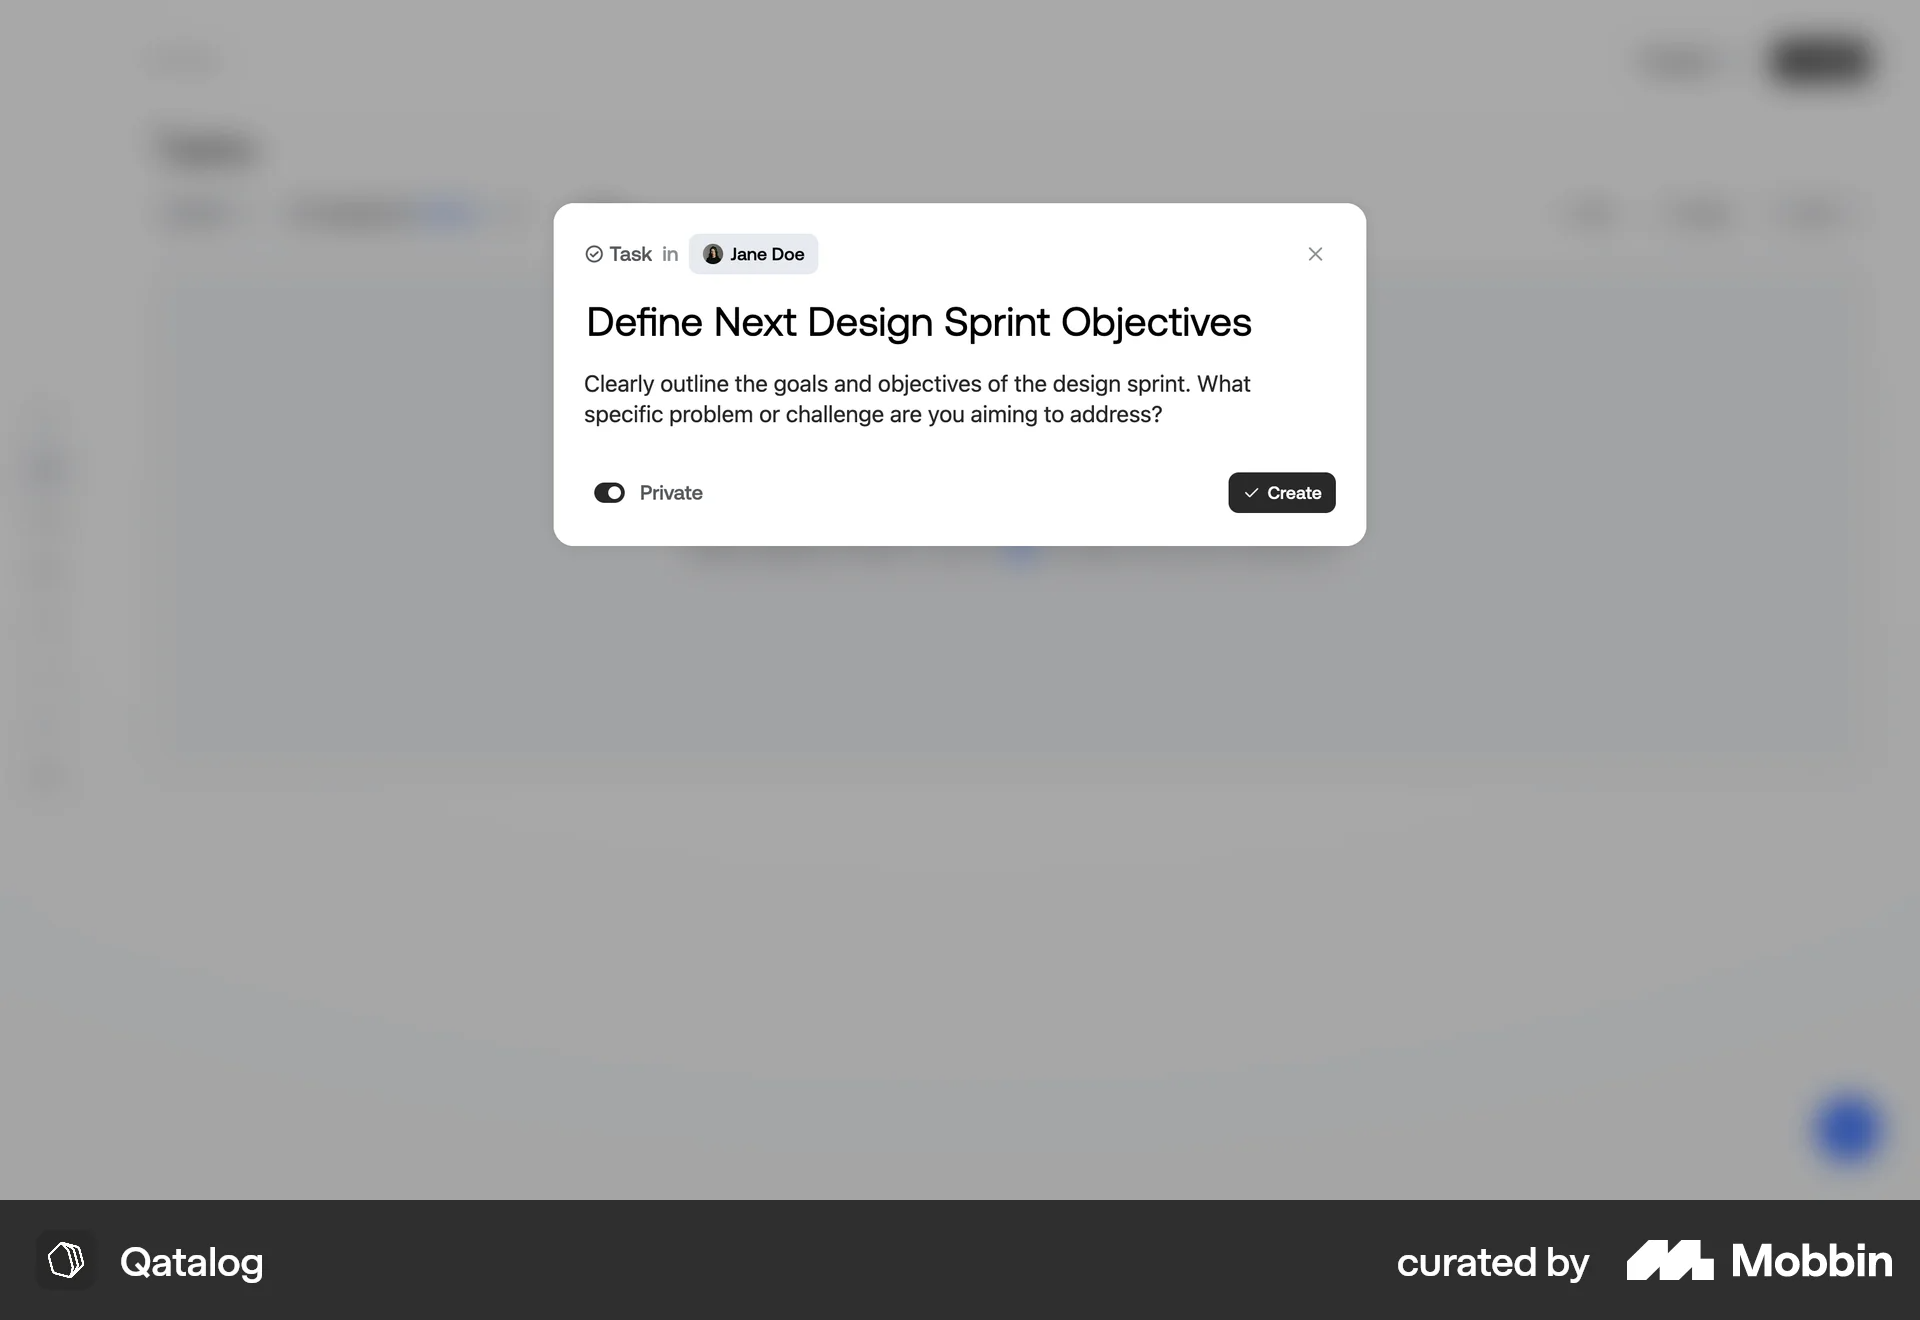 Task in Jane Doe
Define Next Design Sprint Objectives
Clearly outline the goals and objectives of the design sprint. What
specific problem or challenge are you aiming to address?
Private
Create
Qatalog
curated by Mobbin